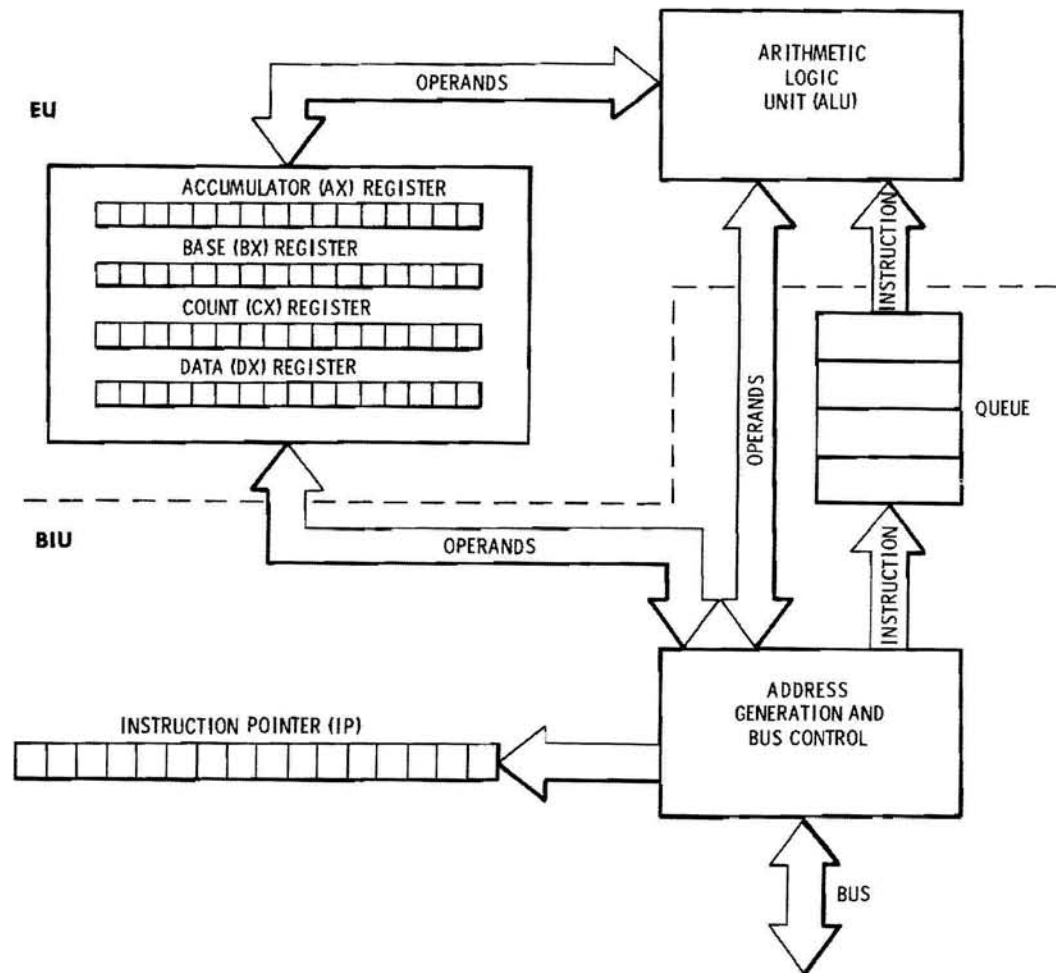 ARITHMETIC
LOGIC
UNIT (ALU)
OPERANDS
EU
ACCUMULATOR (AX) REGISTER
BASE (BX) REGISTER
COUNT (CX) REGISTER
DATA (DX) REGISTER
INSTRUCTION
OPERANDS
QUEUE
BIU
OPERANDS
INSTRUCTION
ADDRESS
GENERATION AND
BUS CONTROL
INSTRUCTION POINTER (IP)
BUS